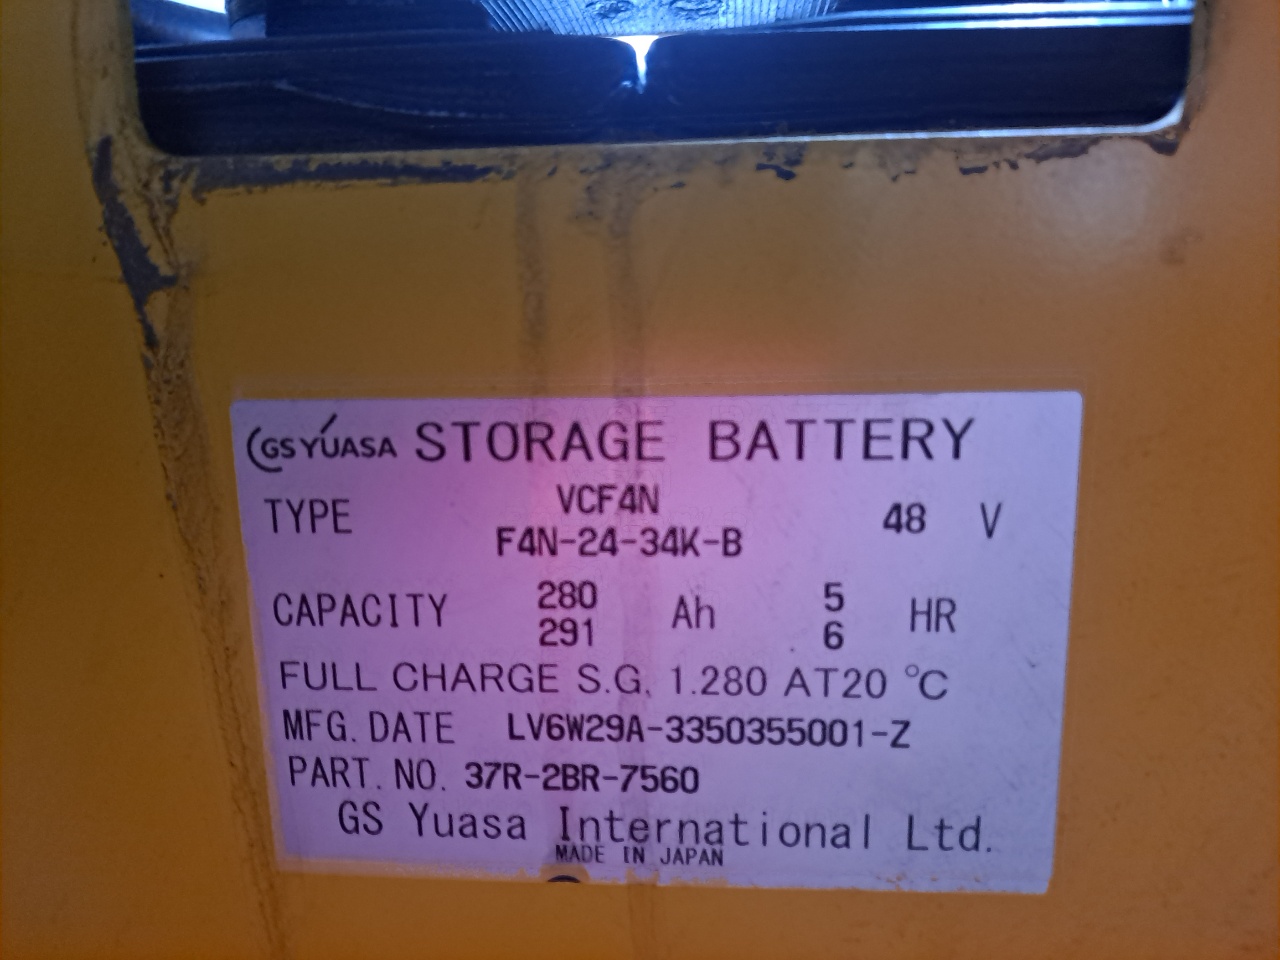 GS YUASA STORAGE BATTERY
TYPE VCF4N 48 V
F4N-24-34K-B
CAPACITY 280 Ah 5 HR
291 6
FULL CHARGE S.G. 1.280 AT20 ℃
MFG. DATE LV6W29A-3350355001-Z
PART. NO. 37R-2BR-7560
GS Yuasa International Ltd.
MADE IN JAPAN